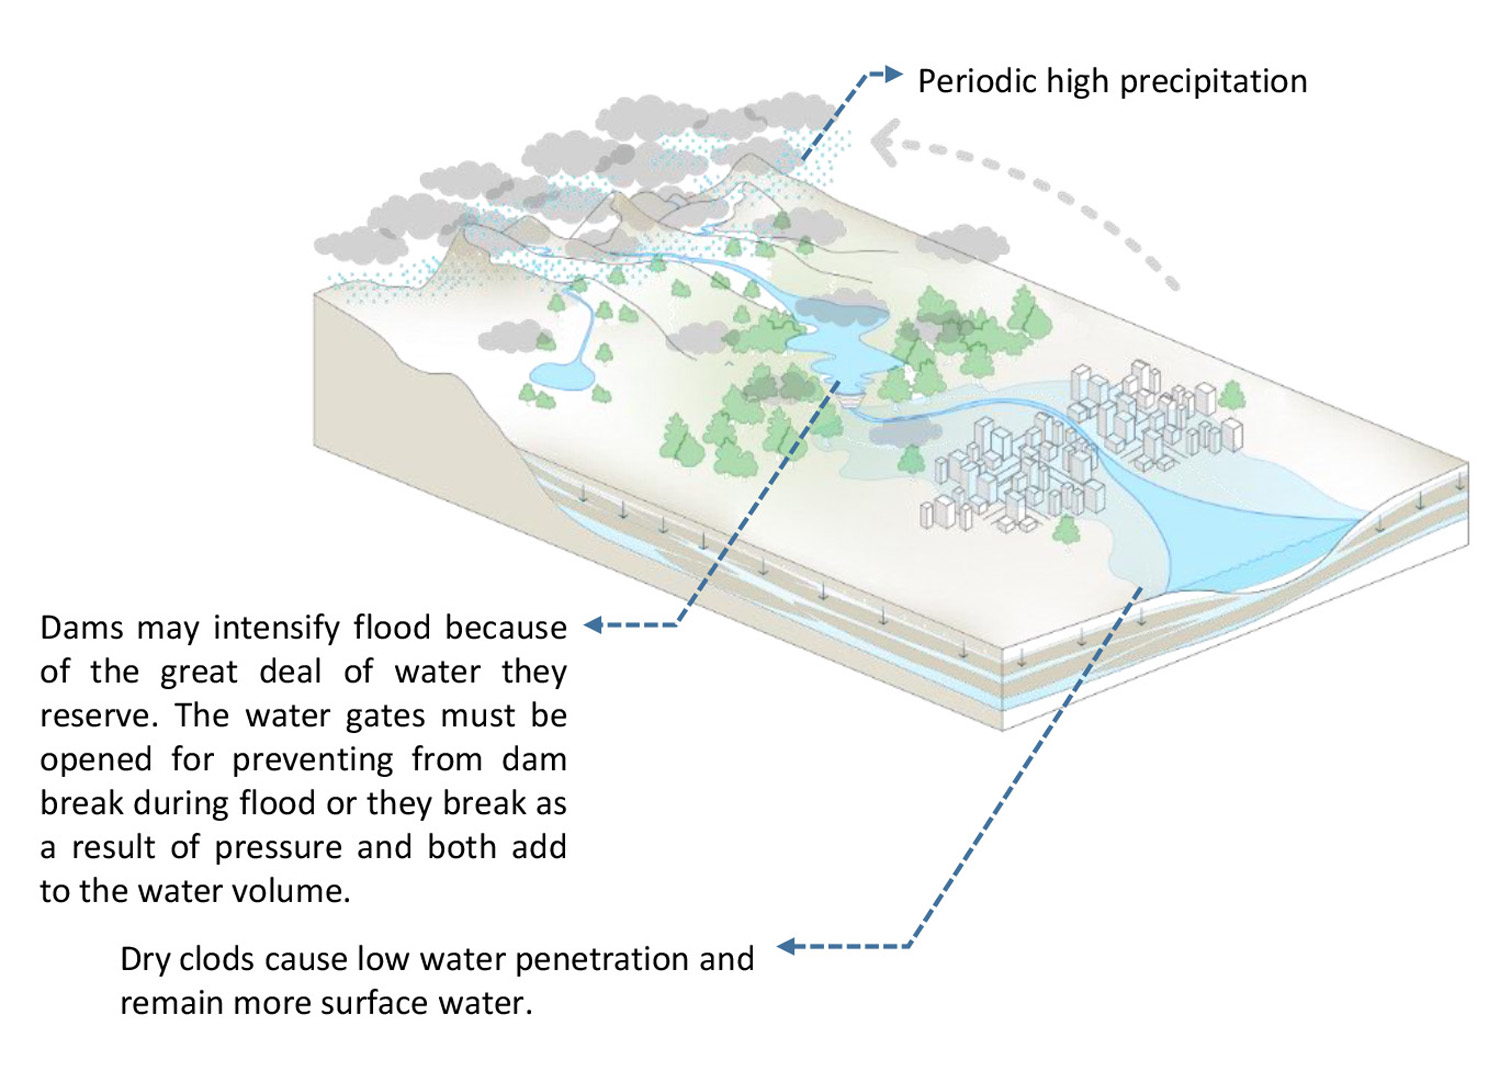 Periodic high precipitation
Dams may intensify flood because
of the great deal of water they
reserve. The water gates must be
opened for preventing from dam
break during flood or they break as
a result of pressure and both add
to the water volume.
Dry clods cause low water penetration and
remain more surface water.